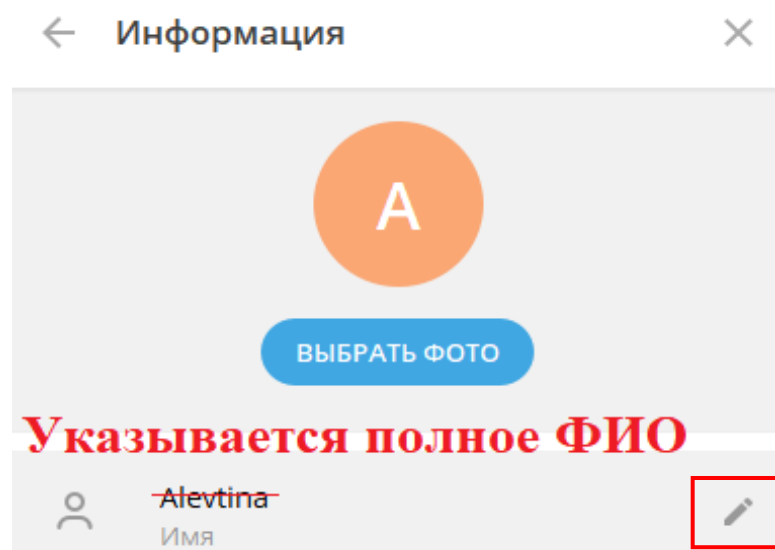 Информация
A
ВЫБРАТЬ ФОТО
Указывается полное ФИО
Alevtina
Имя